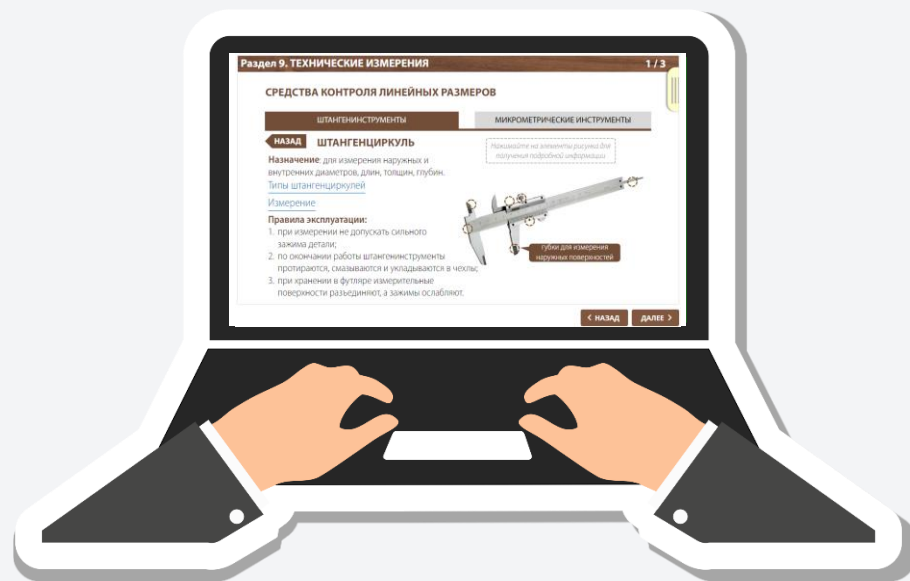 Раздел 9. ТЕХНИЧЕСКИЕ ИЗМЕРЕНИЯ 1 / 3
СРЕДСТВА КОНТРОЛЯ ЛИНЕЙНЫХ РАЗМЕРОВ
ШТАНГЕНИНСТРУМЕНТЫ МИКРОМЕТРИЧЕСКИЕ ИНСТРУМЕНТЫ
НАЗАД ШТАНГЕНЦИРКУЛЬ
Нажимайте на элементы рисунка для
получения подробной информации
Назначение: для измерения наружных и
внутренних диаметров, длин, толщин, глубин.
Типы штангенциркулей
Измерение
Правила эксплуатации:
1. при измерении не допускать сильного
зажима детали;
2. по окончании работы штангенинструменты
протираются, смазываются и укладываются в чехлы;
3. при хранении в футляре измерительные
поверхности разъединяют, а зажимы ослабляют.
губки для измерения
наружных поверхностей
< НАЗАД ДАЛЕЕ >